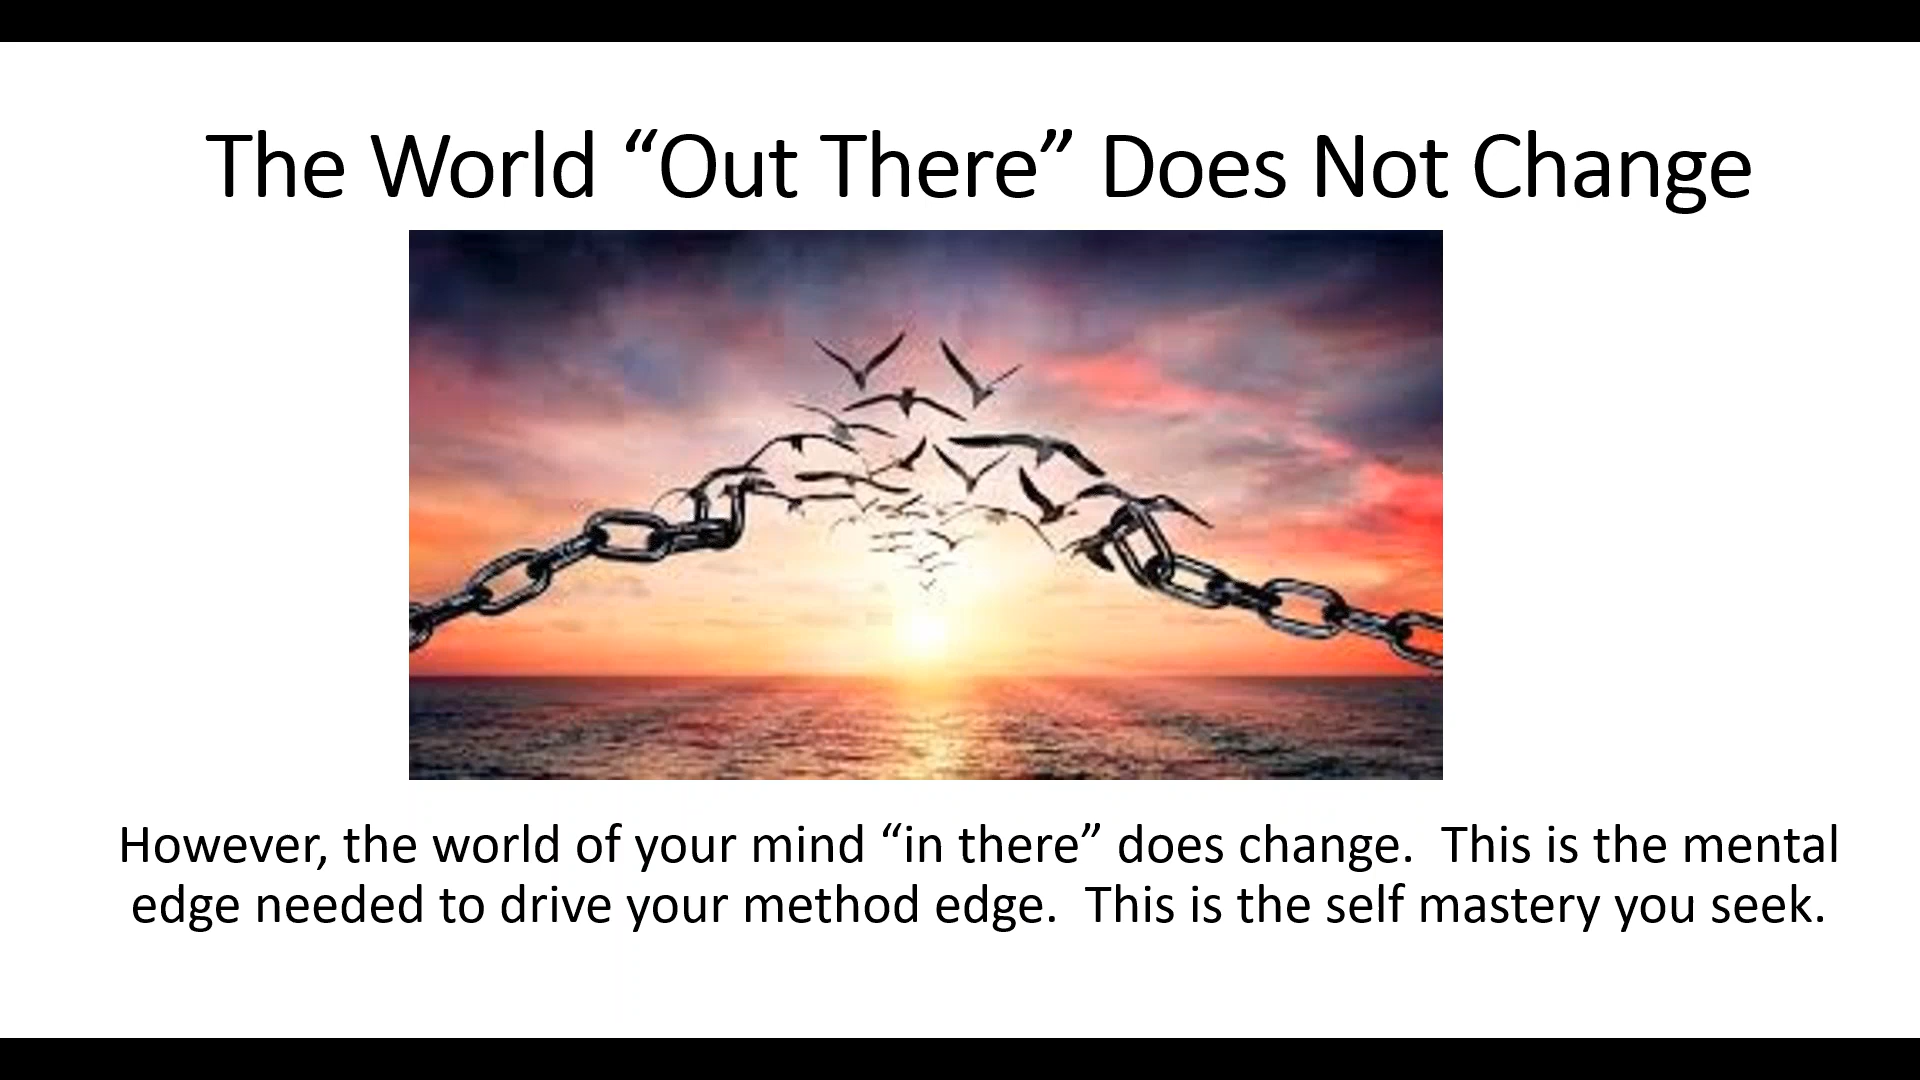 The World “Out There” Does Not Change
However, the world of your mind “in there” does change.  This is the mental
edge needed to drive your method edge.  This is the self mastery you seek.